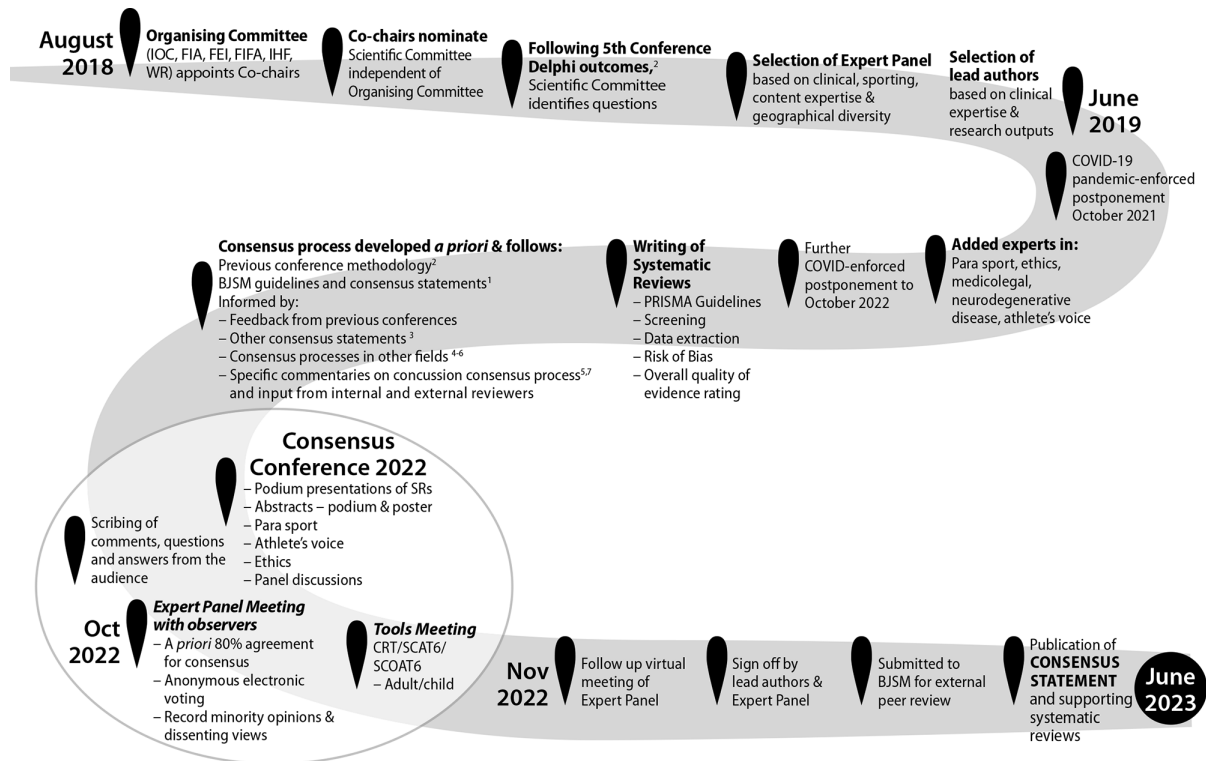 August
2018
Organising Committee
(IOC, FIA, FEI, FIFA, IHF,
WR) appoints Co-chairs
Co-chairs nominate
Scientific Committee
independent of
Organising Committee
Following 5th Conference
Delphi outcomes,²
Scientific Committee
identifies questions
Selection of Expert Panel
based on clinical, sporting,
content expertise &
geographical diversity
Selection of
lead authors
based on clinical
expertise &
research outputs
June
2019
COVID-19
pandemic-enforced
postponement
October 2021
Added experts in:
Para sport, ethics,
medicolegal,
neurodegenerative
disease, athlete's voice
Further
COVID-enforced
postponement to
October 2022
Writing of
Systematic
Reviews
– PRISMA Guidelines
– Screening
– Data extraction
– Risk of Bias
– Overall quality of
evidence rating
Consensus process developed a priori & follows:
Previous conference methodology²
BJSM guidelines and consensus statements¹
Informed by:
– Feedback from previous conferences
– Other consensus statements ³
– Consensus processes in other fields ⁴⁻⁶
– Specific commentaries on concussion consensus process⁵,⁷
and input from internal and external reviewers
Consensus
Conference 2022
– Podium presentations of SRs
– Abstracts – podium & poster
– Para sport
– Athlete's voice
– Ethics
– Panel discussions
Scribing of
comments, questions
and answers from the
audience
Oct
2022
Expert Panel Meeting
with observers
– A priori 80% agreement
for consensus
– Anonymous electronic
voting
– Record minority opinions &
dissenting views
Tools Meeting
CRT/SCAT6/
SCOAT6
– Adult/child
Nov
2022
Follow up virtual
meeting of
Expert Panel
Sign off by
lead authors &
Expert Panel
Submitted to
BJSM for external
peer review
Publication of
CONSENSUS
STATEMENT
and supporting
systematic
reviews
June
2023